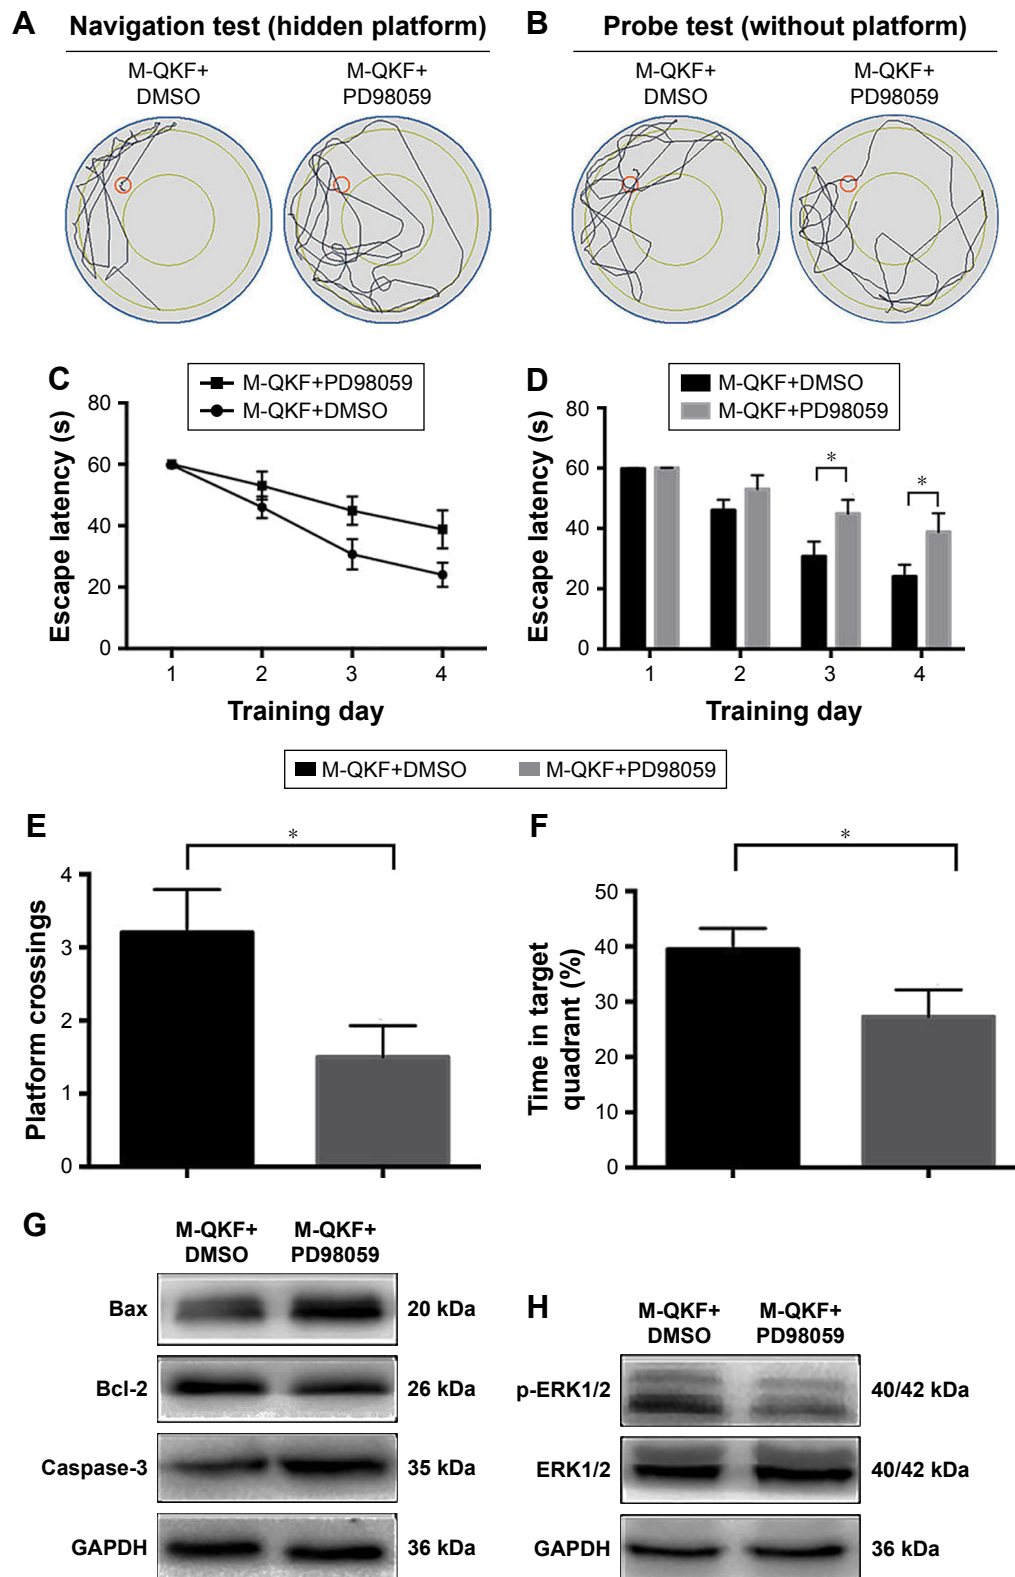 A Navigation test (hidden platform)
M-QKF+
DMSO
M-QKF+
PD98059
B Probe test (without platform)
M-QKF+
DMSO
M-QKF+
PD98059
C
M-QKF+PD98059
M-QKF+DMSO
Escape latency (s)
80
60
40
20
0
1 2 3 4
Training day
D
M-QKF+DMSO
M-QKF+PD98059
Escape latency (s)
80
60
40
20
0
*
*
1 2 3 4
Training day
M-QKF+DMSO M-QKF+PD98059
E
*
Platform crossings
4
3
2
1
0
F
*
Time in target
quadrant (%)
50
40
30
20
10
0
G
M-QKF+
DMSO
M-QKF+
PD98059
Bax 20 kDa
Bcl-2 26 kDa
Caspase-3 35 kDa
GAPDH 36 kDa
H
M-QKF+
DMSO
M-QKF+
PD98059
p-ERK1/2 40/42 kDa
ERK1/2 40/42 kDa
GAPDH 36 kDa